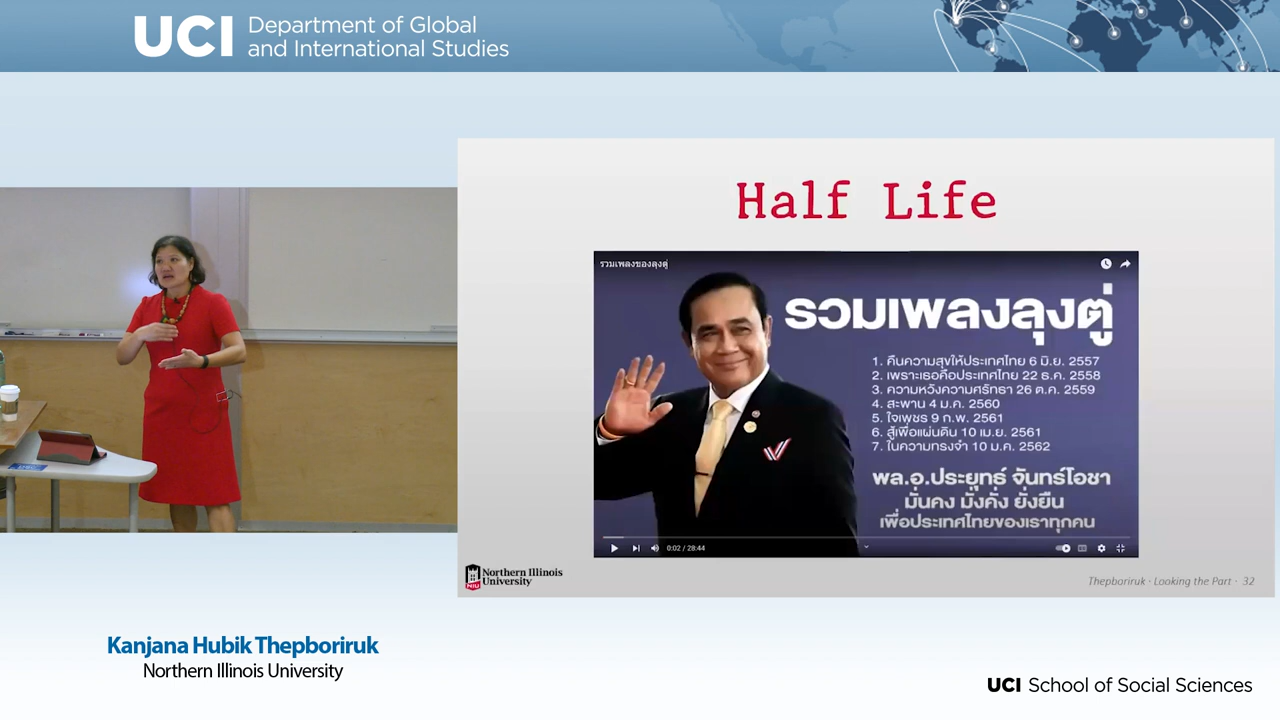 UCI Department of Global
and International Studies
Half Life
รวมเพลงของลุงตู่
รวมเพลงลุงตู่
1. คืนความสุขให้ประเทศไทย 6 มิ.ย. 2557
2. เพราะเธอคือประเทศไทย 22 ธ.ค. 2558
3. ความหวังความศรัทธา 26 ต.ค. 2559
4. สะพาน 4 ม.ค. 2560
5. ใจเพชร 9 ก.พ. 2561
6. สู้เพื่อแผ่นดิน 10 เม.ย. 2561
7. ในความทรงจำ 10 ม.ค. 2562
พล.อ.ประยุทธ์ จันทร์โอชา
มั่นคง มั่งคั่ง ยั่งยืน
เพื่อประเทศไทยของเราทุกคน
0:02 / 28:44
NIU
Northern Illinois
University
Thepboriruk · Looking the Part · 32
Kanjana Hubik Thepboriruk
Northern Illinois University
UCI School of Social Sciences